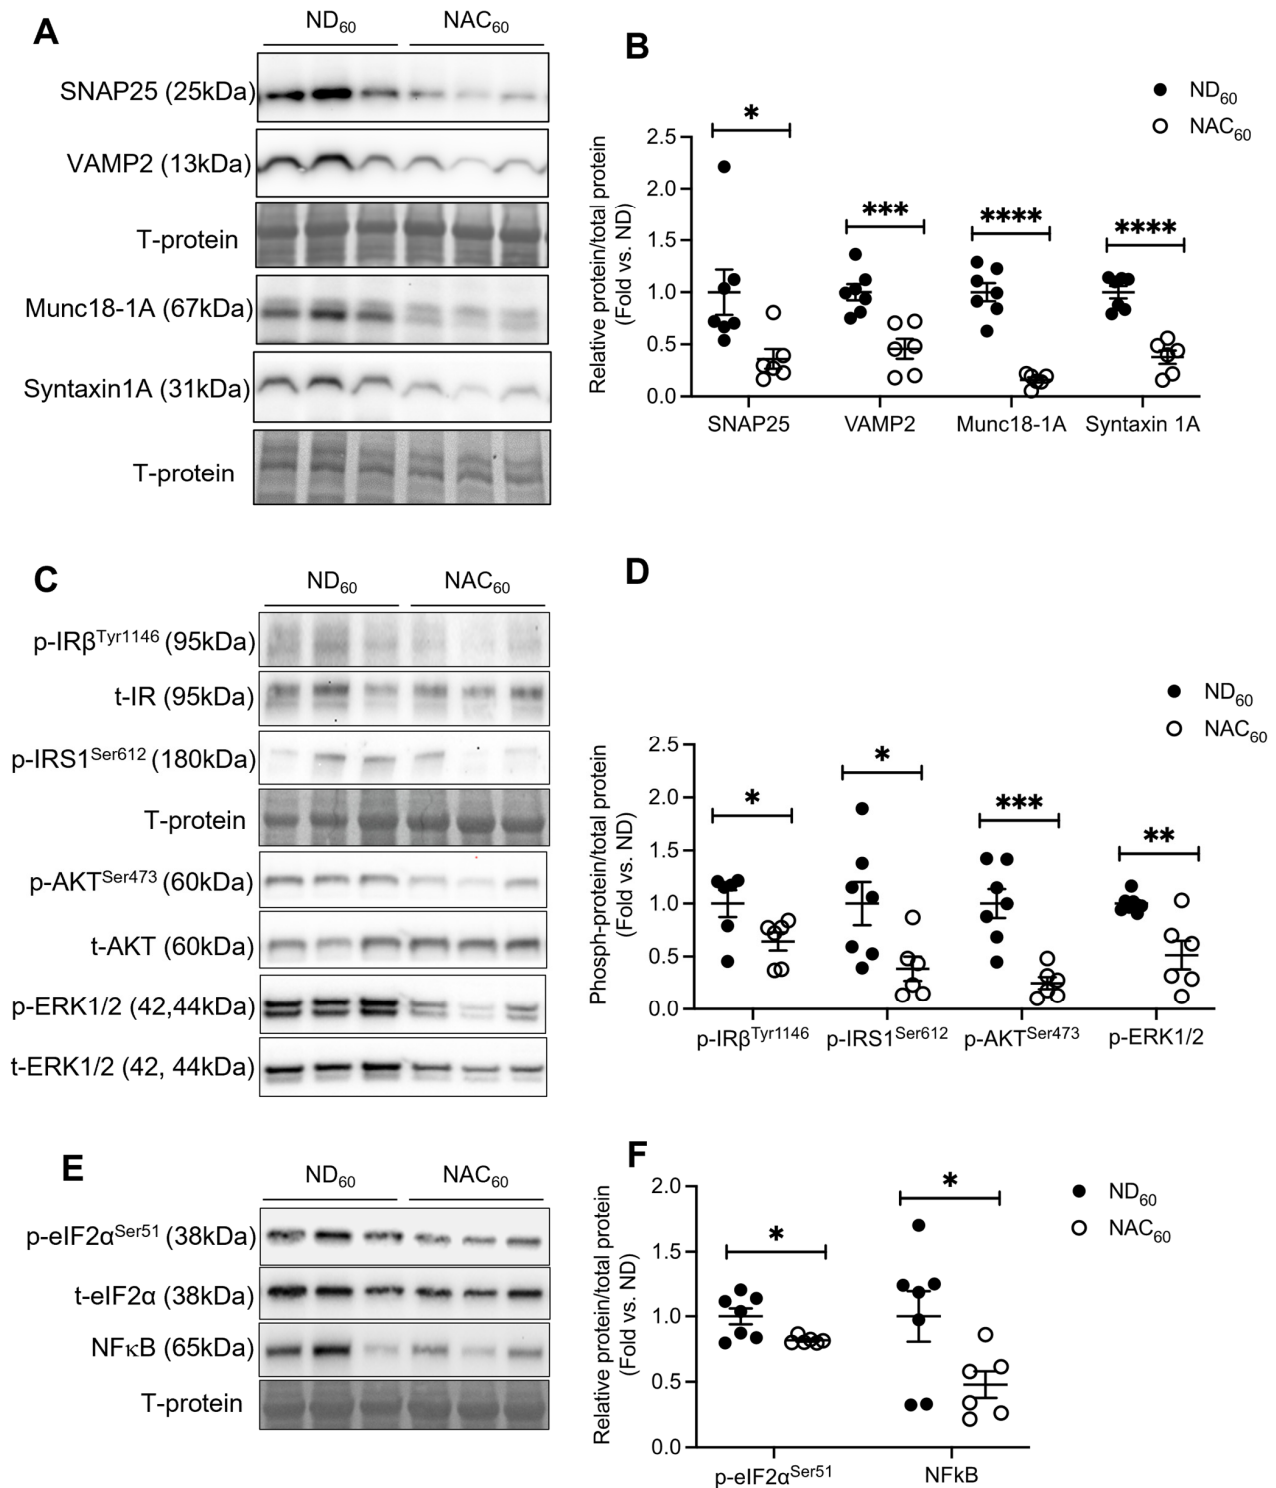 A
ND60 NAC60
SNAP25 (25kDa)
VAMP2 (13kDa)
T-protein
Munc18-1A (67kDa)
Syntaxin1A (31kDa)
T-protein
B
ND60
NAC60
Relative protein/total protein
(Fold vs. ND)
2.5
2.0
1.5
1.0
0.5
0.0
* *** **** ****
SNAP25 VAMP2 Munc18-1A Syntaxin 1A
C
ND60 NAC60
p-IRβTyr1146 (95kDa)
t-IR (95kDa)
p-IRS1Ser612 (180kDa)
T-protein
p-AKTSer473 (60kDa)
t-AKT (60kDa)
p-ERK1/2 (42,44kDa)
t-ERK1/2 (42, 44kDa)
D
ND60
NAC60
Phosph-protein/total protein
(Fold vs. ND)
2.5
2.0
1.5
1.0
0.5
0.0
* * *** **
p-IRβTyr1146 p-IRS1Ser612 p-AKTSer473 p-ERK1/2
E
ND60 NAC60
p-eIF2αSer51 (38kDa)
t-eIF2α (38kDa)
NFκB (65kDa)
T-protein
F
ND60
NAC60
Relative protein/total protein
(Fold vs. ND)
2.0
1.5
1.0
0.5
0.0
* *
p-eIF2αSer51 NFkB